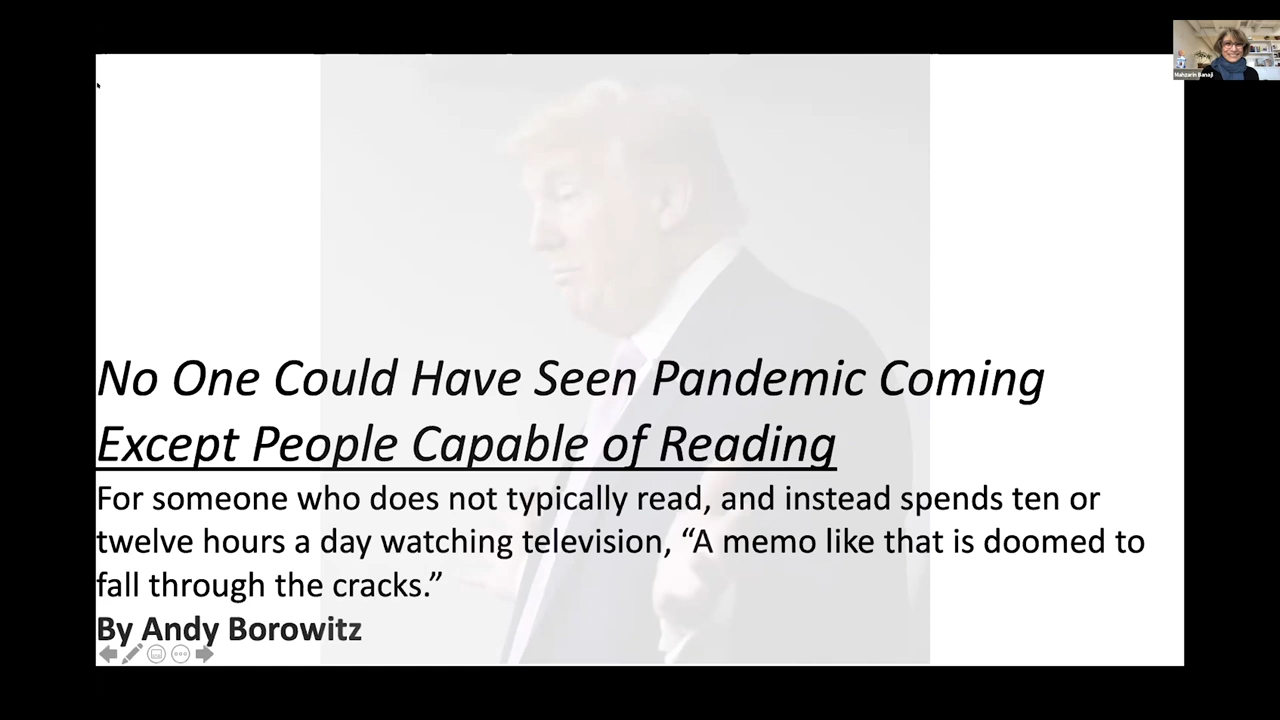 Mahzarin Banaji
No One Could Have Seen Pandemic Coming
Except People Capable of Reading
For someone who does not typically read, and instead spends ten or
twelve hours a day watching television, “A memo like that is doomed to
fall through the cracks.”
By Andy Borowitz